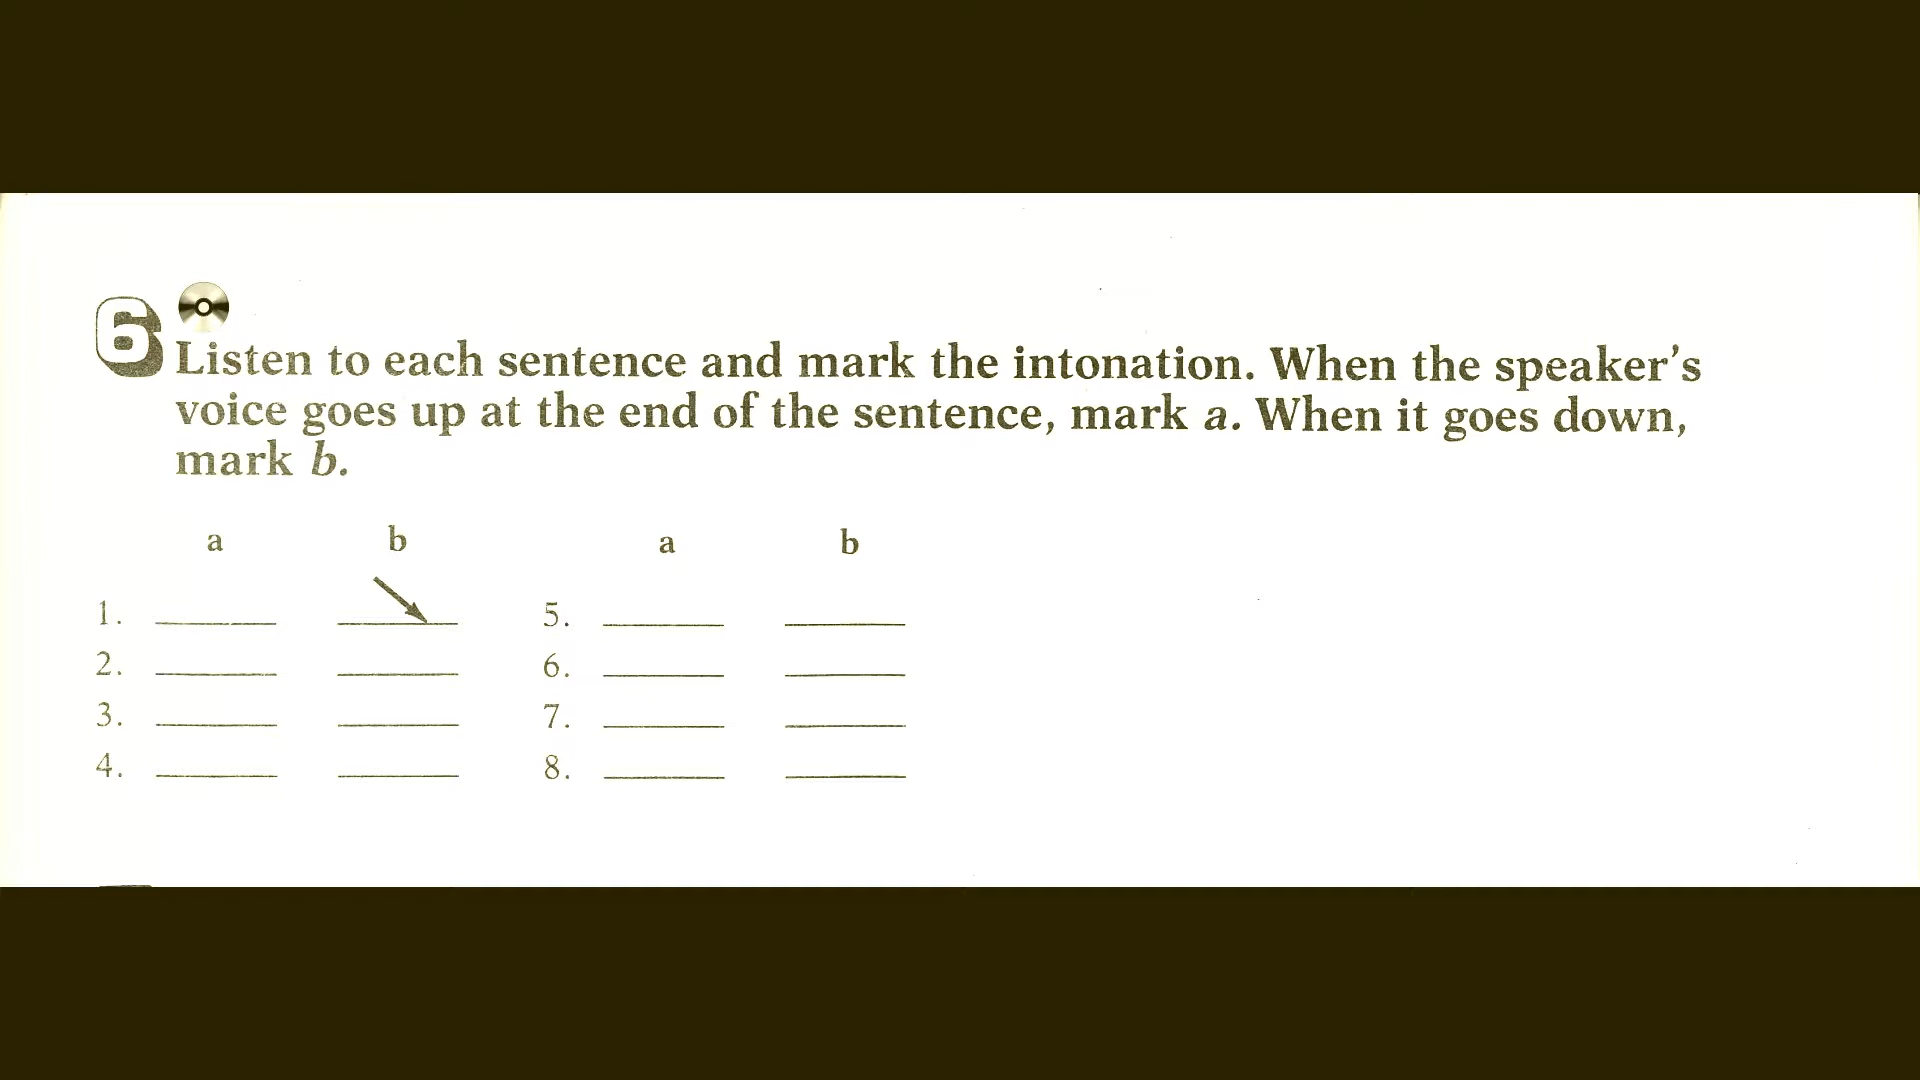 6
Listen to each sentence and mark the intonation. When the speaker's
voice goes up at the end of the sentence, mark a. When it goes down,
mark b.
a b a b
1. 5.
2. 6.
3. 7.
4. 8.